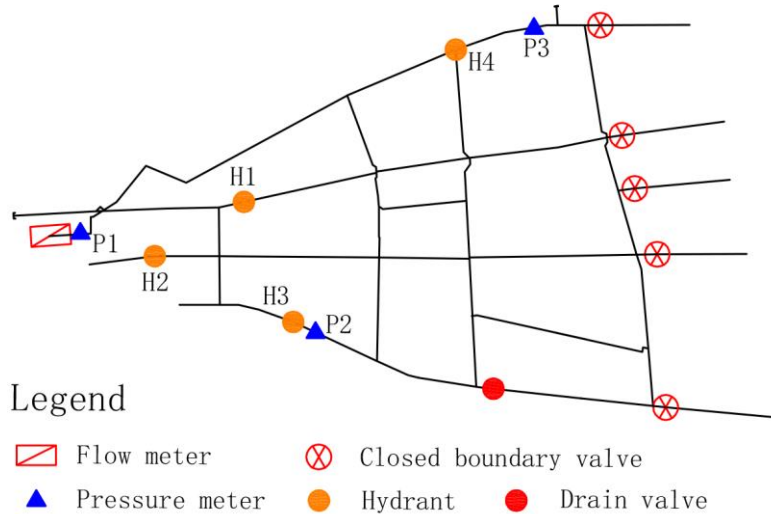 P3
H4
H1
P1
H2
H3
P2
Legend
Flow meter
Closed boundary valve
Pressure meter
Hydrant
Drain valve